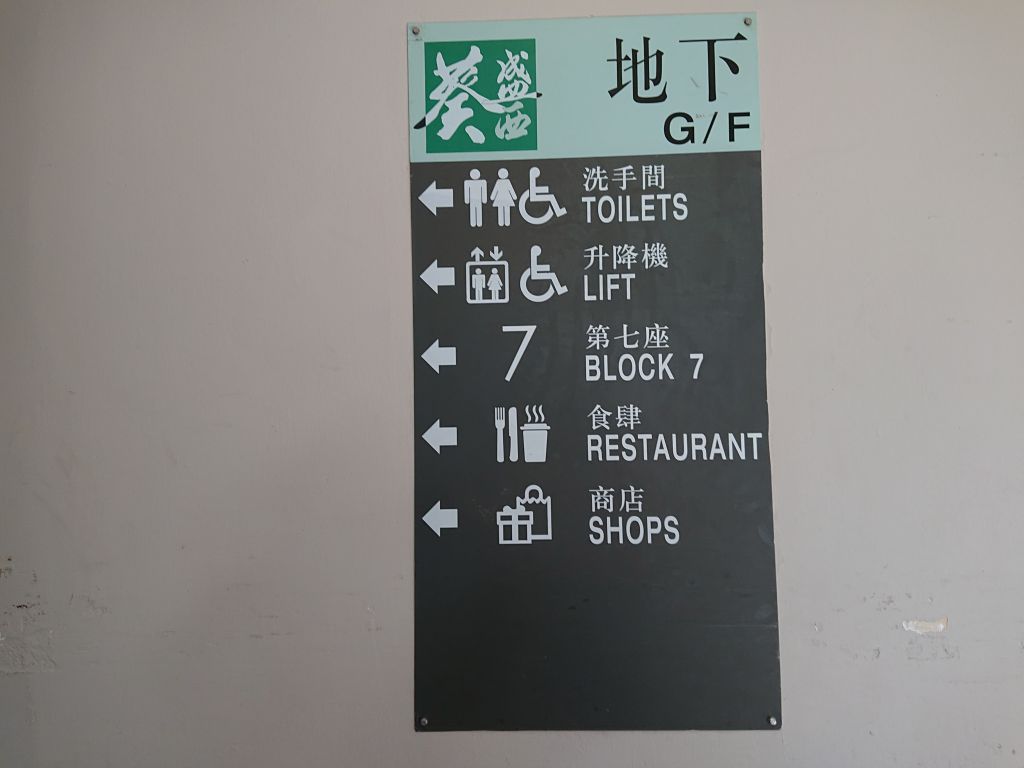 葵盛西
地下
G/F
洗手間
TOILETS
升降機
LIFT
7
第七座
BLOCK 7
食肆
RESTAURANT
商店
SHOPS